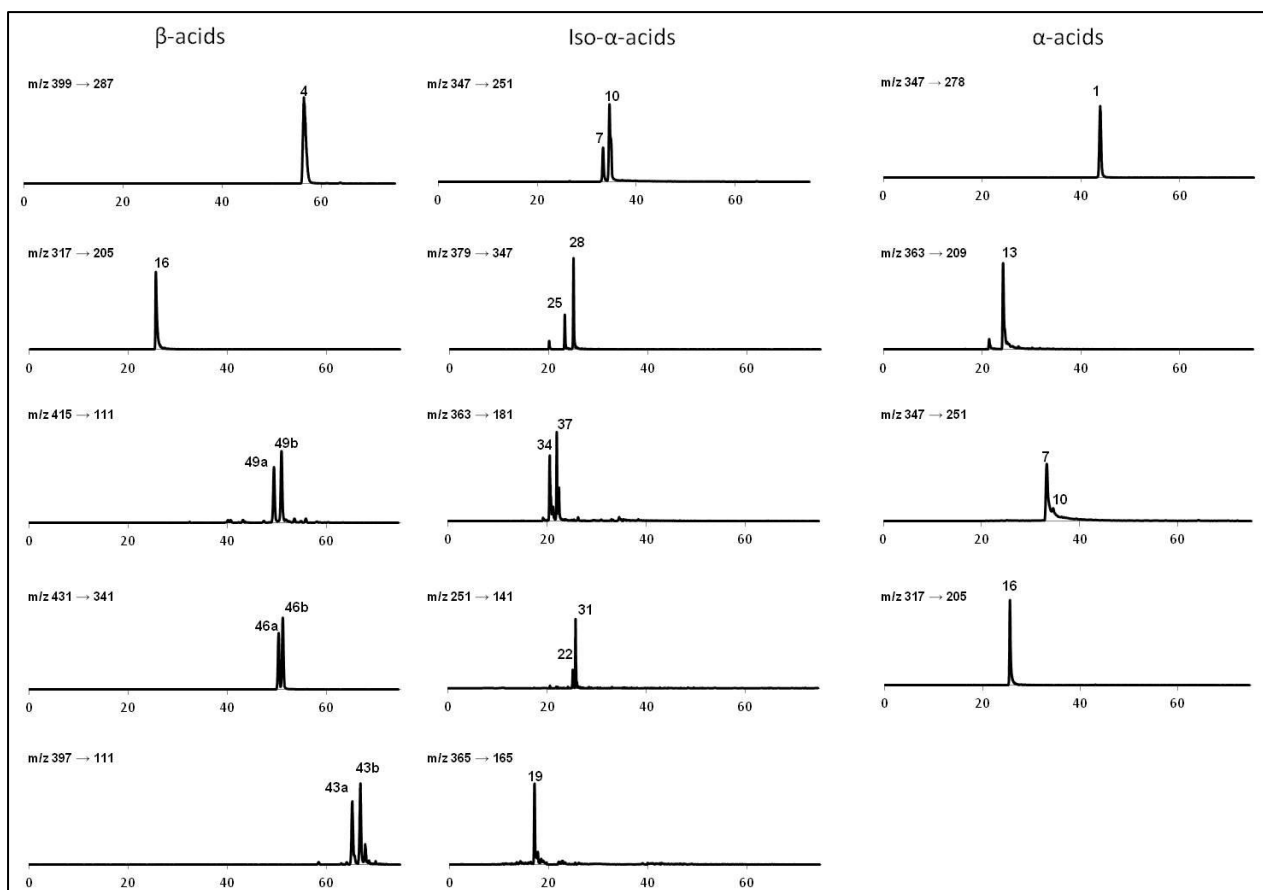 β-acids
Iso-α-acids
α-acids
m/z 399 → 287
4
0 20 40 60
m/z 347 → 251
7
10
0 20 40 60
m/z 347 → 278
1
0 20 40 60
m/z 317 → 205
16
0 20 40 60
m/z 379 → 347
25
28
0 20 40 60
m/z 363 → 209
13
0 20 40 60
m/z 415 → 111
49a
49b
0 20 40 60
m/z 363 → 181
34
37
0 20 40 60
m/z 347 → 251
7
10
0 20 40 60
m/z 431 → 341
46a
46b
0 20 40 60
m/z 251 → 141
22
31
0 20 40 60
m/z 317 → 205
16
0 20 40 60
m/z 397 → 111
43a
43b
0 20 40 60
m/z 365 → 165
19
0 20 40 60